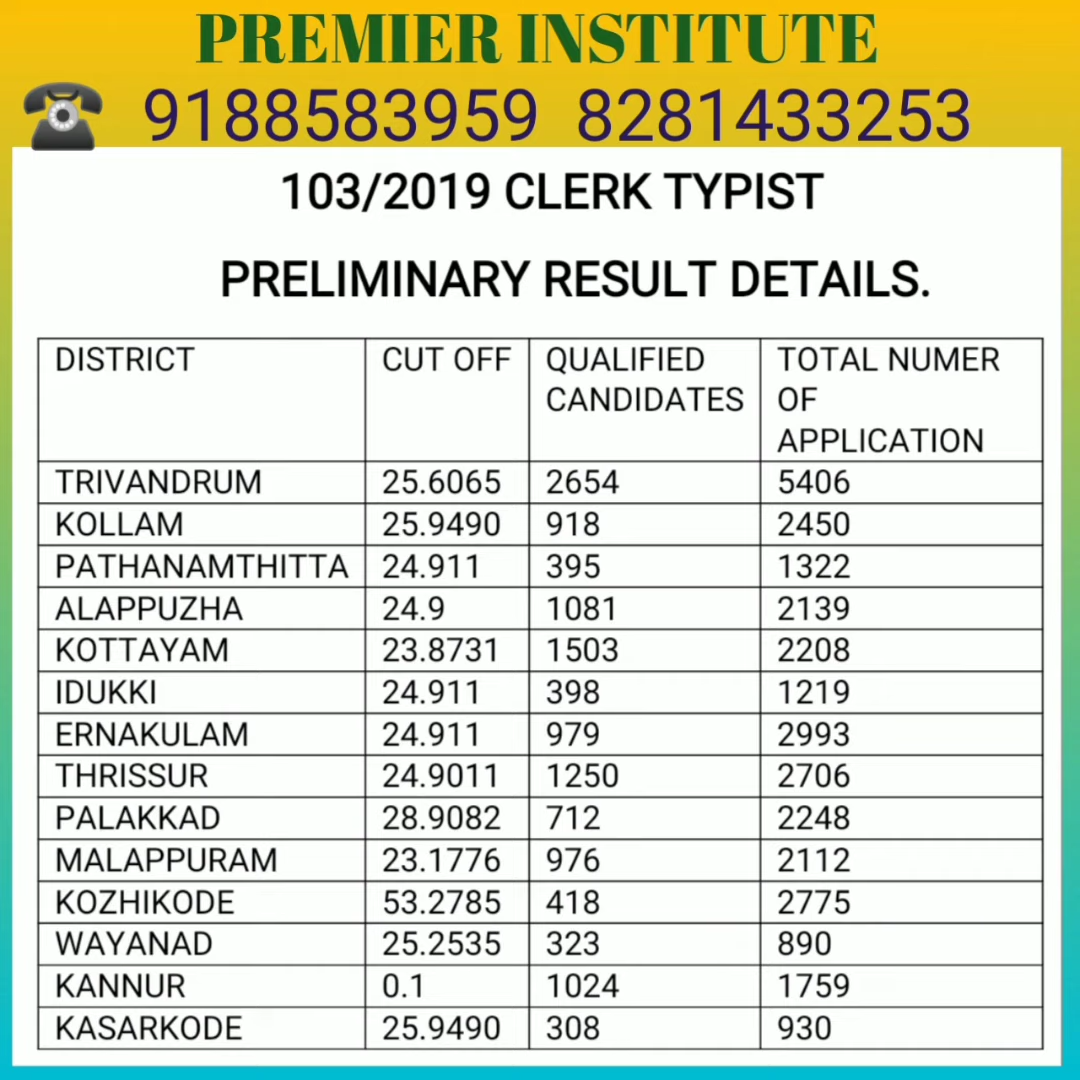 PREMIER INSTITUTE
9188583959 8281433253
103/2019 CLERK TYPIST
PRELIMINARY RESULT DETAILS.
DISTRICT CUT OFF QUALIFIED CANDIDATES TOTAL NUMER OF APPLICATION
TRIVANDRUM 25.6065 2654 5406
KOLLAM 25.9490 918 2450
PATHANAMTHITTA 24.911 395 1322
ALAPPUZHA 24.9 1081 2139
KOTTAYAM 23.8731 1503 2208
IDUKKI 24.911 398 1219
ERNAKULAM 24.911 979 2993
THRISSUR 24.9011 1250 2706
PALAKKAD 28.9082 712 2248
MALAPPURAM 23.1776 976 2112
KOZHIKODE 53.2785 418 2775
WAYANAD 25.2535 323 890
KANNUR 0.1 1024 1759
KASARKODE 25.9490 308 930